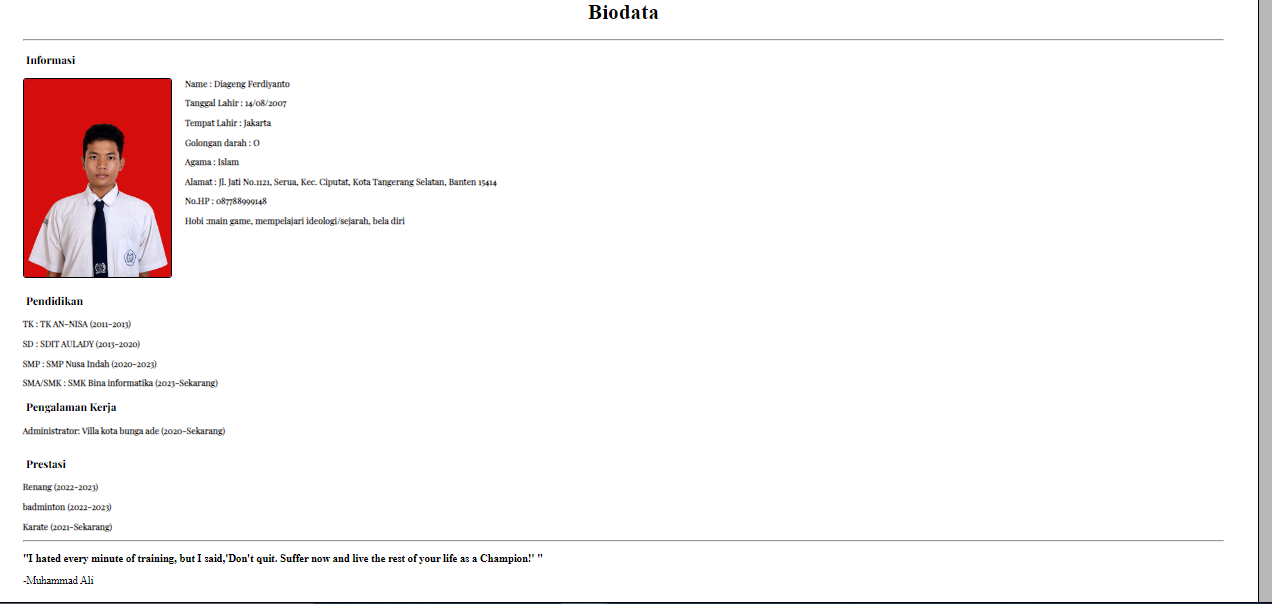 Biodata
Informasi
Name : Diageng Ferdiyanto
Tanggal Lahir : 14/08/2007
Tempat Lahir : Jakarta
Golongan darah : O
Agama : Islam
Alamat : Jl. Jati No.1121, Serua, Kec. Ciputat, Kota Tangerang Selatan, Banten 15414
No.HP : 087788999148
Hobi :main game, mempelajari ideologi/sejarah, bela diri
Pendidikan
TK : TK AN-NISA (2011-2013)
SD : SDIT AULADY (2013-2020)
SMP : SMP Nusa Indah (2020-2023)
SMA/SMK : SMK Bina informatika (2023-Sekarang)
Pengalaman Kerja
Administrator: Villa kota bunga ade (2020-Sekarang)
Prestasi
Renang (2022-2023)
badminton (2022-2023)
Karate (2021-Sekarang)
"I hated every minute of training, but I said,'Don't quit. Suffer now and live the rest of your life as a Champion!' "
-Muhammad Ali